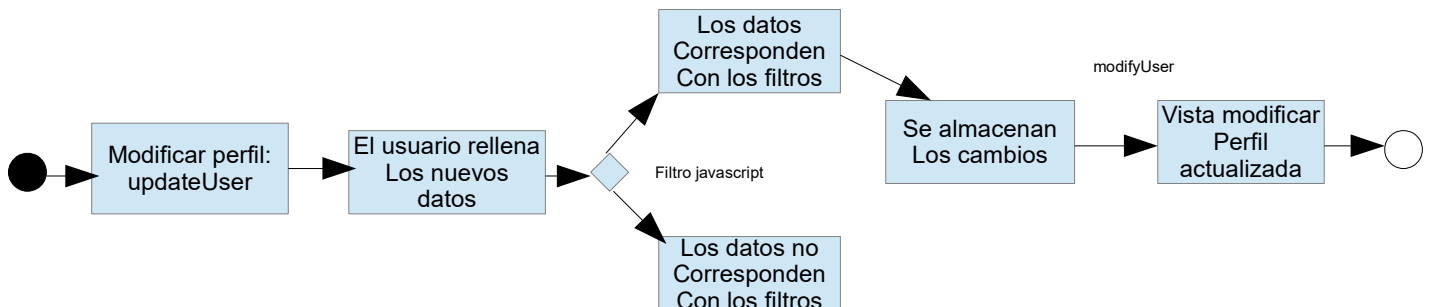 Modificar perfil:
updateUser
El usuario rellena
Los nuevos
datos
Filtro javascript
Los datos
Corresponden
Con los filtros
Los datos no
Corresponden
Con los filtros
Se almacenan
Los cambios
modifyUser
Vista modificar
Perfil
actualizada